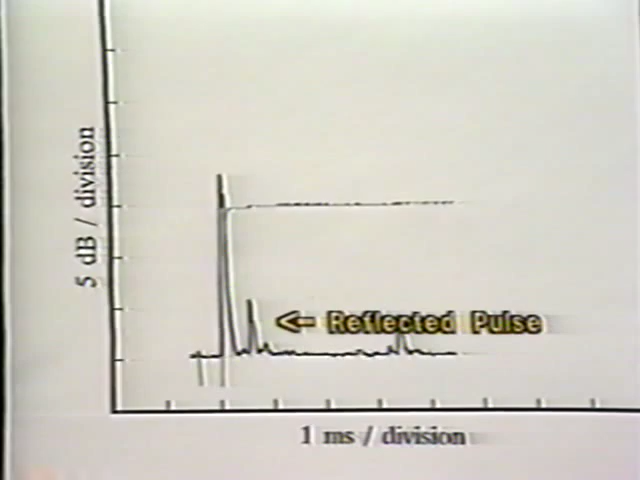 5 dB / division
<- Reflected Pulse
1 ms / division